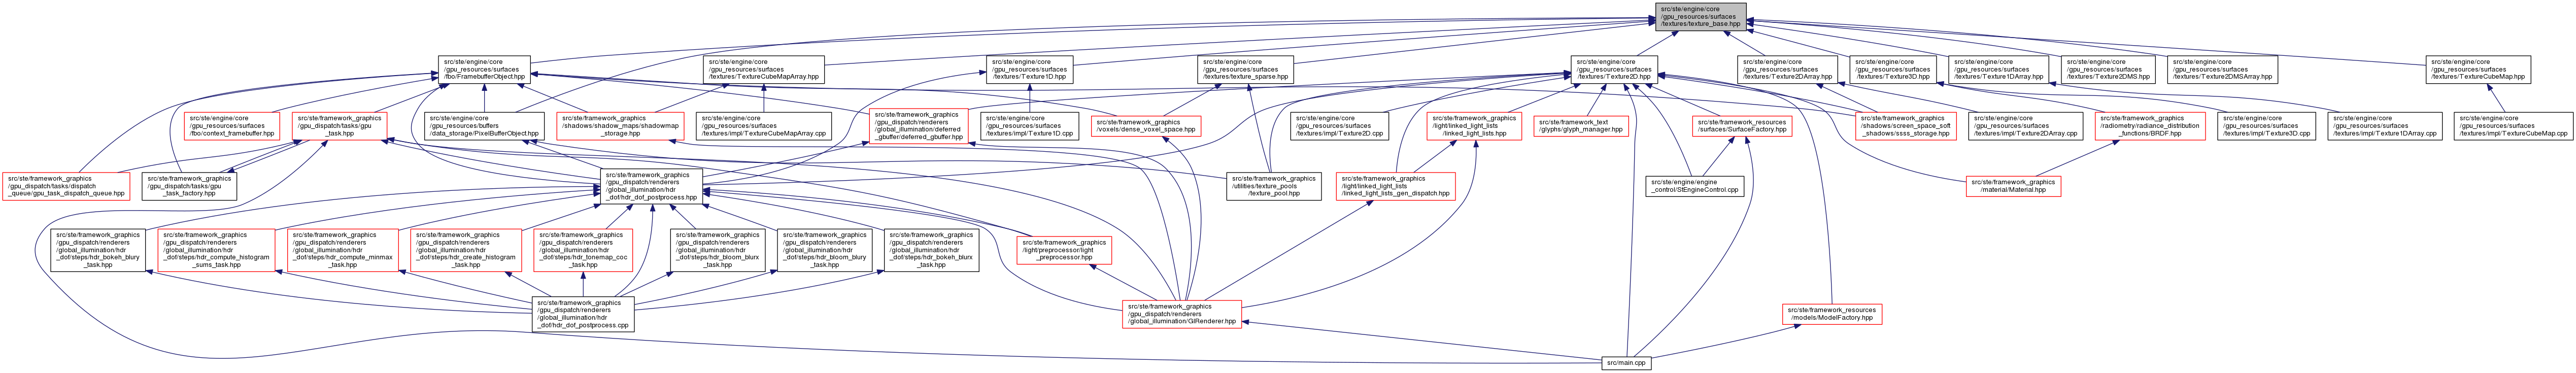 src/ste/engine/core
/gpu_resources/surfaces
/textures/texture_base.hpp
src/ste/engine/core
/gpu_resources/surfaces
/fbo/FramebufferObject.hpp
src/ste/engine/core
/gpu_resources/surfaces
/textures/TextureCubeMapArray.hpp
src/ste/engine/core
/gpu_resources/surfaces
/textures/Texture1D.hpp
src/ste/engine/core
/gpu_resources/surfaces
/textures/texture_sparse.hpp
src/ste/engine/core
/gpu_resources/surfaces
/textures/Texture2D.hpp
src/ste/engine/core
/gpu_resources/surfaces
/textures/Texture2DArray.hpp
src/ste/engine/core
/gpu_resources/surfaces
/textures/Texture3D.hpp
src/ste/engine/core
/gpu_resources/surfaces
/textures/Texture1DArray.hpp
src/ste/engine/core
/gpu_resources/surfaces
/textures/Texture2DMS.hpp
src/ste/engine/core
/gpu_resources/surfaces
/textures/Texture2DMSArray.hpp
src/ste/engine/core
/gpu_resources/surfaces
/textures/TextureCubeMap.hpp
src/ste/engine/core
/gpu_resources/surfaces
/fbo/context_framebuffer.hpp
src/ste/framework_graphics
/gpu_dispatch/tasks/gpu
_task.hpp
src/ste/engine/core
/gpu_resources/buffers
/data_storage/PixelBufferObject.hpp
src/ste/framework_graphics
/shadows/shadow_maps/shadowmap
_storage.hpp
src/ste/engine/core
/gpu_resources/surfaces
/textures/impl/TextureCubeMapArray.cpp
src/ste/framework_graphics
/gpu_dispatch/renderers
/global_illumination/deferred
_gbuffer/deferred_gbuffer.hpp
src/ste/engine/core
/gpu_resources/surfaces
/textures/impl/Texture1D.cpp
src/ste/framework_graphics
/voxels/dense_voxel_space.hpp
src/ste/engine/core
/gpu_resources/surfaces
/textures/impl/Texture2D.cpp
src/ste/framework_graphics
/light/linked_light_lists
/linked_light_lists.hpp
src/ste/framework_text
/glyphs/glyph_manager.hpp
src/ste/framework_resources
/surfaces/SurfaceFactory.hpp
src/ste/framework_graphics
/shadows/screen_space_soft
_shadows/ssss_storage.hpp
src/ste/engine/core
/gpu_resources/surfaces
/textures/impl/Texture2DArray.cpp
src/ste/framework_graphics
/radiometry/radiance_distribution
_functions/BRDF.hpp
src/ste/engine/core
/gpu_resources/surfaces
/textures/impl/Texture3D.cpp
src/ste/engine/core
/gpu_resources/surfaces
/textures/impl/Texture1DArray.cpp
src/ste/engine/core
/gpu_resources/surfaces
/textures/impl/TextureCubeMap.cpp
src/ste/framework_graphics
/gpu_dispatch/tasks/dispatch
_queue/gpu_task_dispatch_queue.hpp
src/ste/framework_graphics
/gpu_dispatch/tasks/gpu
_task_factory.hpp
src/ste/framework_graphics
/gpu_dispatch/renderers
/global_illumination/hdr
_dof/hdr_dof_postprocess.hpp
src/ste/framework_graphics
/utilities/texture_pools
/texture_pool.hpp
src/ste/framework_graphics
/light/linked_light_lists
/linked_light_lists_gen_dispatch.hpp
src/ste/engine/engine
_control/StEngineControl.cpp
src/ste/framework_graphics
/material/Material.hpp
src/ste/framework_graphics
/gpu_dispatch/renderers
/global_illumination/hdr
_dof/steps/hdr_bokeh_blury
_task.hpp
src/ste/framework_graphics
/gpu_dispatch/renderers
/global_illumination/hdr
_dof/steps/hdr_compute_histogram
_sums_task.hpp
src/ste/framework_graphics
/gpu_dispatch/renderers
/global_illumination/hdr
_dof/steps/hdr_compute_minmax
_task.hpp
src/ste/framework_graphics
/gpu_dispatch/renderers
/global_illumination/hdr
_dof/steps/hdr_create_histogram
_task.hpp
src/ste/framework_graphics
/gpu_dispatch/renderers
/global_illumination/hdr
_dof/steps/hdr_tonemap_coc
_task.hpp
src/ste/framework_graphics
/gpu_dispatch/renderers
/global_illumination/hdr
_dof/steps/hdr_bloom_blurx
_task.hpp
src/ste/framework_graphics
/gpu_dispatch/renderers
/global_illumination/hdr
_dof/steps/hdr_bloom_blury
_task.hpp
src/ste/framework_graphics
/gpu_dispatch/renderers
/global_illumination/hdr
_dof/steps/hdr_bokeh_blurx
_task.hpp
src/ste/framework_graphics
/light/preprocessor/light
_preprocessor.hpp
src/ste/framework_graphics
/gpu_dispatch/renderers
/global_illumination/hdr
_dof/hdr_dof_postprocess.cpp
src/ste/framework_graphics
/gpu_dispatch/renderers
/global_illumination/GIRenderer.hpp
src/ste/framework_resources
/models/ModelFactory.hpp
src/main.cpp